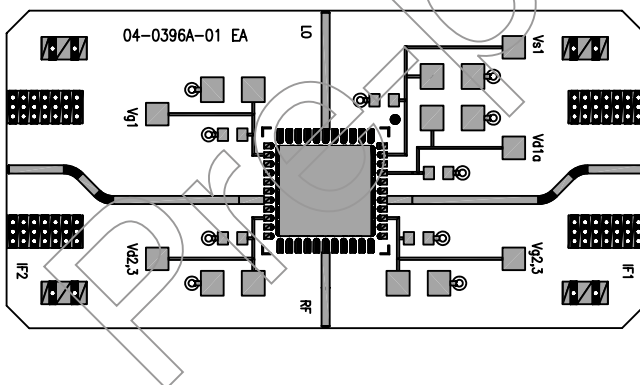 04-0396A-01 EA
LO
Vs1
Vg1
Vd1a
Vd2,3
Vg2,3
IF2
RF
IF1